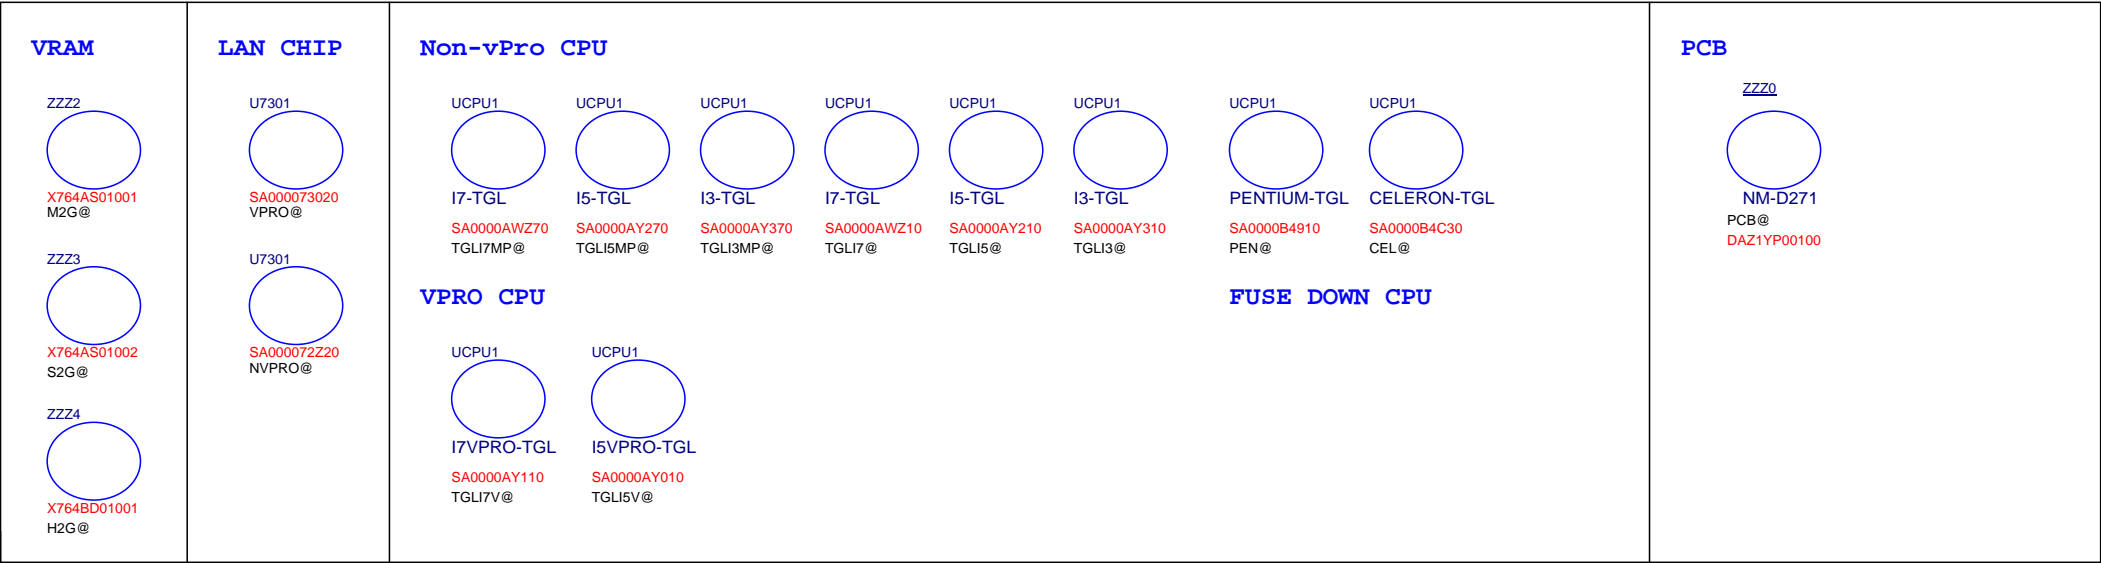 VRAM
ZZZ2
X764AS01001
M2G@
ZZZ3
X764AS01002
S2G@
ZZZ4
X764BD01001
H2G@
LAN CHIP
U7301
SA000073020
VPRO@
U7301
SA000072Z20
NVPRO@
Non-vPro CPU
UCPU1 UCPU1 UCPU1 UCPU1 UCPU1 UCPU1 UCPU1 UCPU1
I7-TGL I5-TGL I3-TGL I7-TGL I5-TGL I3-TGL PENTIUM-TGL CELERON-TGL
SA0000AWZ70 SA0000AY270 SA0000AY370 SA0000AWZ10 SA0000AY210 SA0000AY310 SA0000B4910 SA0000B4C30
TGLI7MP@ TGLI5MP@ TGLI3MP@ TGLI7@ TGLI5@ TGLI3@ PEN@ CEL@
VPRO CPU
FUSE DOWN CPU
UCPU1 UCPU1
I7VPRO-TGL I5VPRO-TGL
SA0000AY110 SA0000AY010
TGLI7V@ TGLI5V@
PCB
ZZZ0
NM-D271
PCB@
DAZ1YP00100